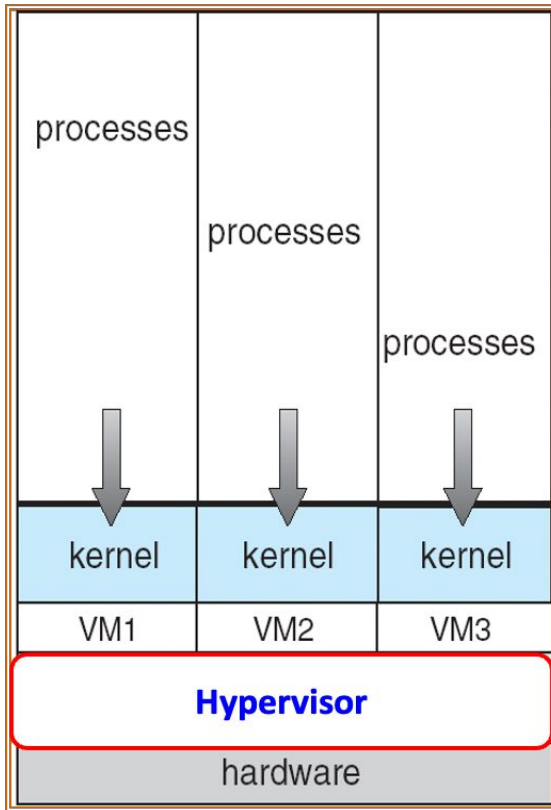 processes
processes
processes
kernel kernel kernel
VM1 VM2 VM3
Hypervisor
hardware